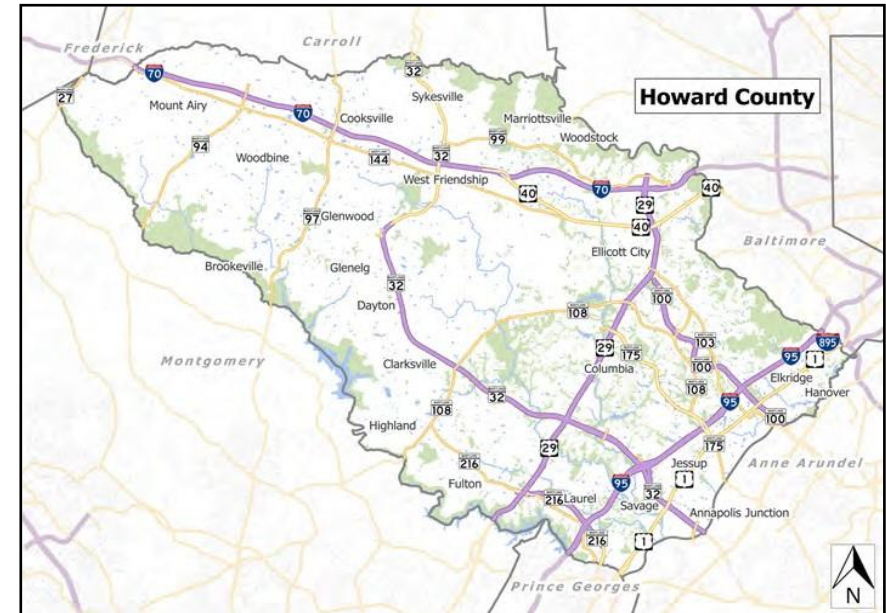 Frederick
Carroll
70
32
Howard County
27
Mount Airy
70
Cooksville
Sykesville
Marriottsville
Woodstock
94
144
32
99
Woodbine
West Friendship
40
70
40
29
97
Glenwood
40
Baltimore
Ellicott City
Brookeville
Glenelg
32
Dayton
108
100
Montgomery
29
175
103
895
95
1
Clarksville
Columbia
100
Elkridge
108
Hanover
32
95
108
100
Highland
29
175
216
Jessup
Anne Arundel
Fulton
95
1
216
Laurel
32
Savage
Annapolis Junction
216
1
Prince Georges
N